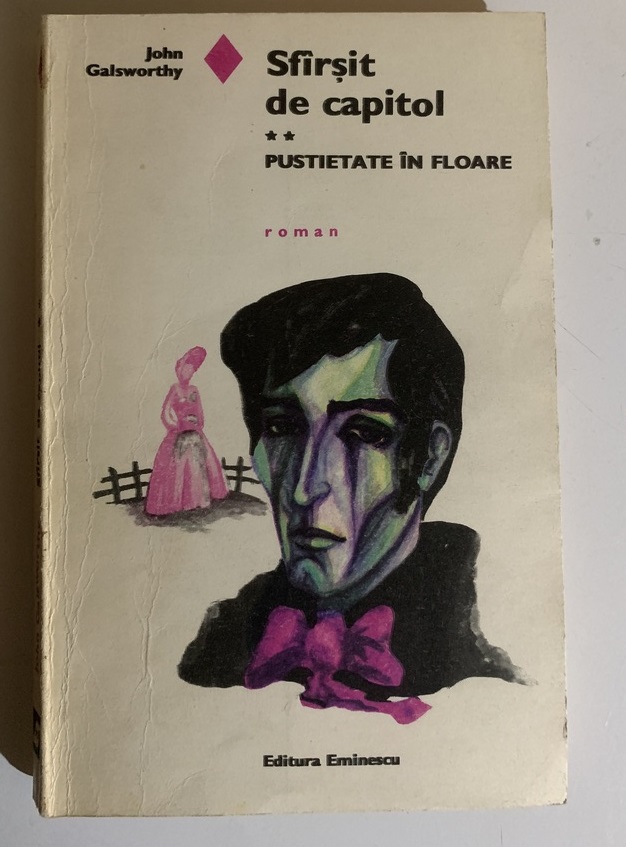 John
Galsworthy
Sfîrșit
de capitol
**
PUSTIETATE ÎN FLOARE
roman
Editura Eminescu